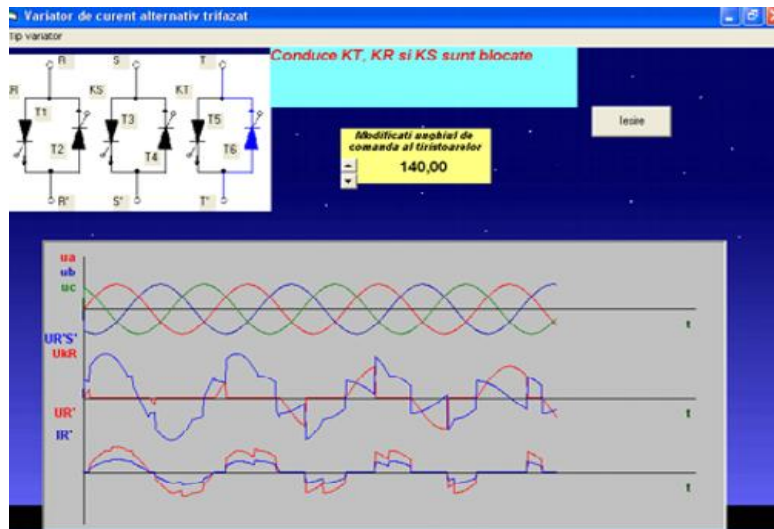 Variator de curent alternativ trifazat
Tip variator
Conduce KT, KR si KS sunt blocate
R S T
KS KT
T1 T3 T5
T2 T4 T6
R' S' T'
Modificati unghiul de
comanda al tiristoarelor
140,00
Iesire
ua
ub
uc
t
UR'S'
UkR
t
UR'
IR'
t